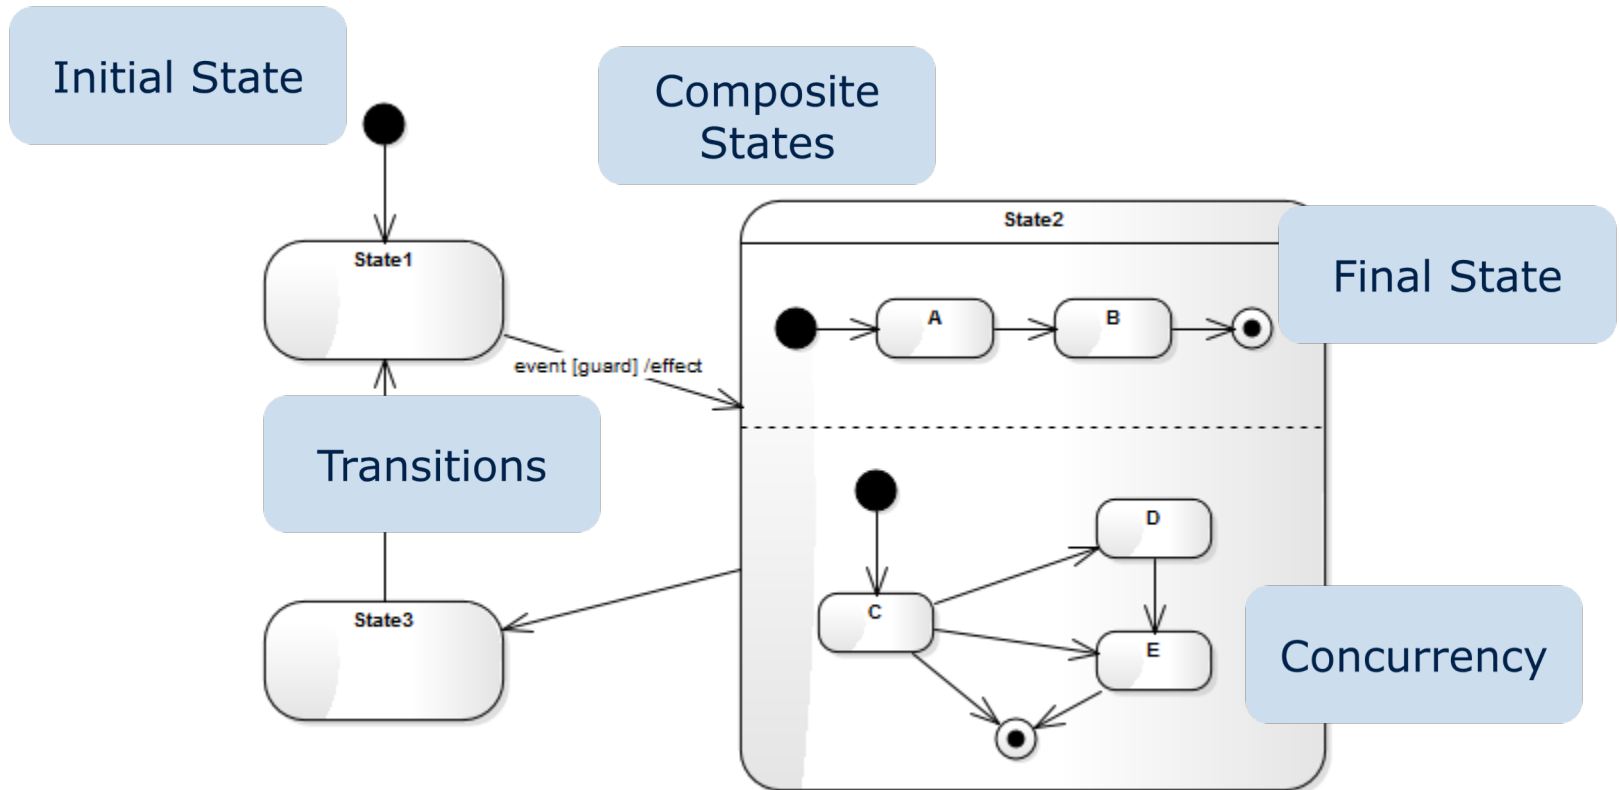 Initial State
Composite
States
State2
Final State
State1
A
B
event [guard] /effect
Transitions
D
C
State3
E
Concurrency